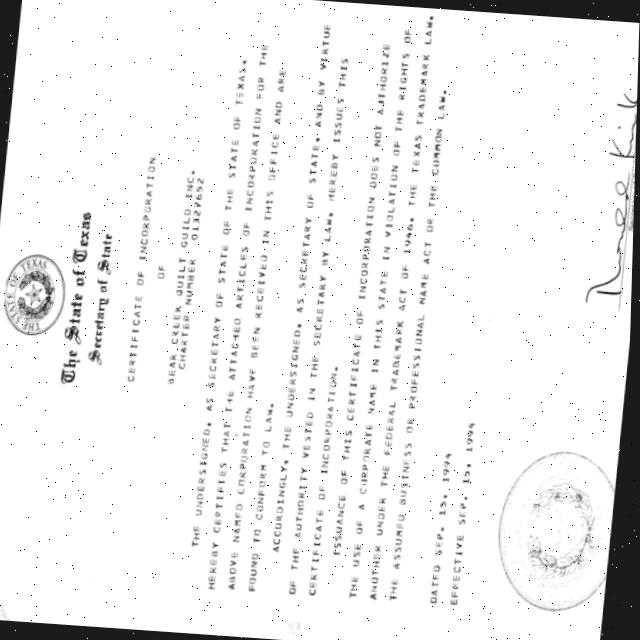 THE STATE OF TEXAS
The State of Texas
Secretary of State
CERTIFICATE OF INCORPORATION
OF
BEAR CREEK QUILT GUILD, INC.
CHARTER NUMBER 01327652
THE UNDERSIGNED, AS SECRETARY OF STATE OF THE STATE OF TEXAS,
HEREBY CERTIFIES THAT THE ATTACHED ARTICLES OF INCORPORATION FOR THE
ABOVE NAMED CORPORATION HAVE BEEN RECEIVED IN THIS OFFICE AND ARE
FOUND TO CONFORM TO LAW.
ACCORDINGLY, THE UNDERSIGNED, AS SECRETARY OF STATE, AND BY VIRTUE
OF THE AUTHORITY VESTED IN THE SECRETARY BY LAW, HEREBY ISSUES THIS
CERTIFICATE OF INCORPORATION.
ISSUANCE OF THIS CERTIFICATE OF INCORPORATION DOES NOT AUTHORIZE
THE USE OF A CORPORATE NAME IN THIS STATE IN VIOLATION OF THE RIGHTS OF
ANOTHER UNDER THE FEDERAL TRADEMARK ACT OF 1946, THE TEXAS TRADEMARK LAW,
THE ASSUMED BUSINESS OR PROFESSIONAL NAME ACT OR THE COMMON LAW.
DATED SEP. 15, 1994
EFFECTIVE SEP. 15, 1994